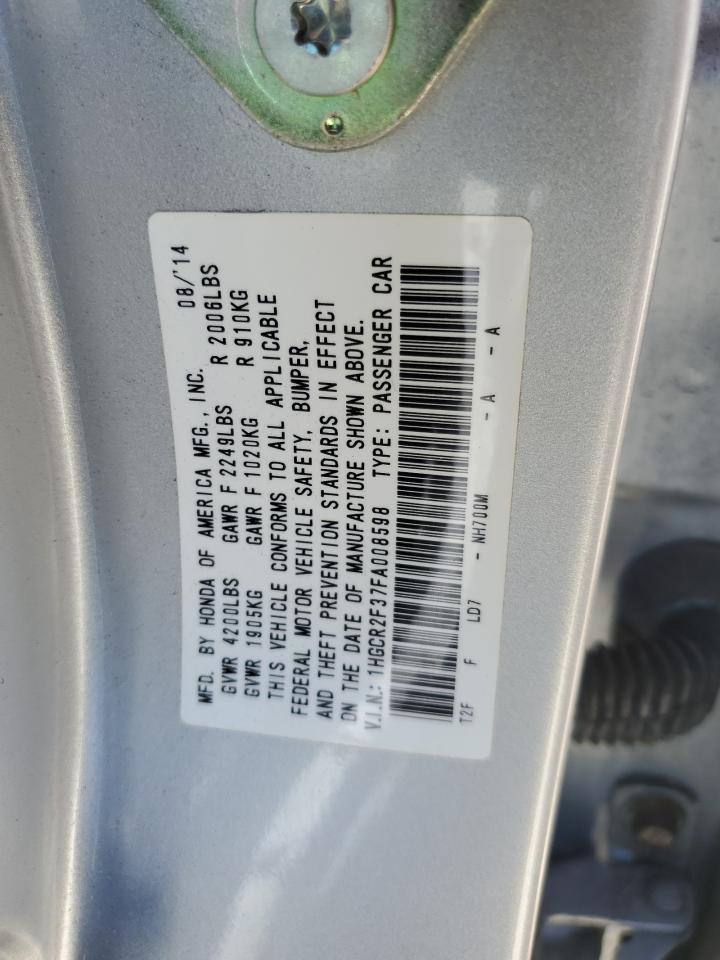 MFD. BY HONDA OF AMERICA MFG., INC. 08/'14
GVWR 4200LBS GAWR F 2249LBS R 2006LBS
GVWR 1905KG GAWR F 1020KG R 910KG
THIS VEHICLE CONFORMS TO ALL APPLICABLE
FEDERAL MOTOR VEHICLE SAFETY, BUMPER,
AND THEFT PREVENTION STANDARDS IN EFFECT
ON THE DATE OF MANUFACTURE SHOWN ABOVE.
V.I.N.: 1HGCR2F37FA008598 TYPE: PASSENGER CAR
T2F F LD7 - NH700M - A - A